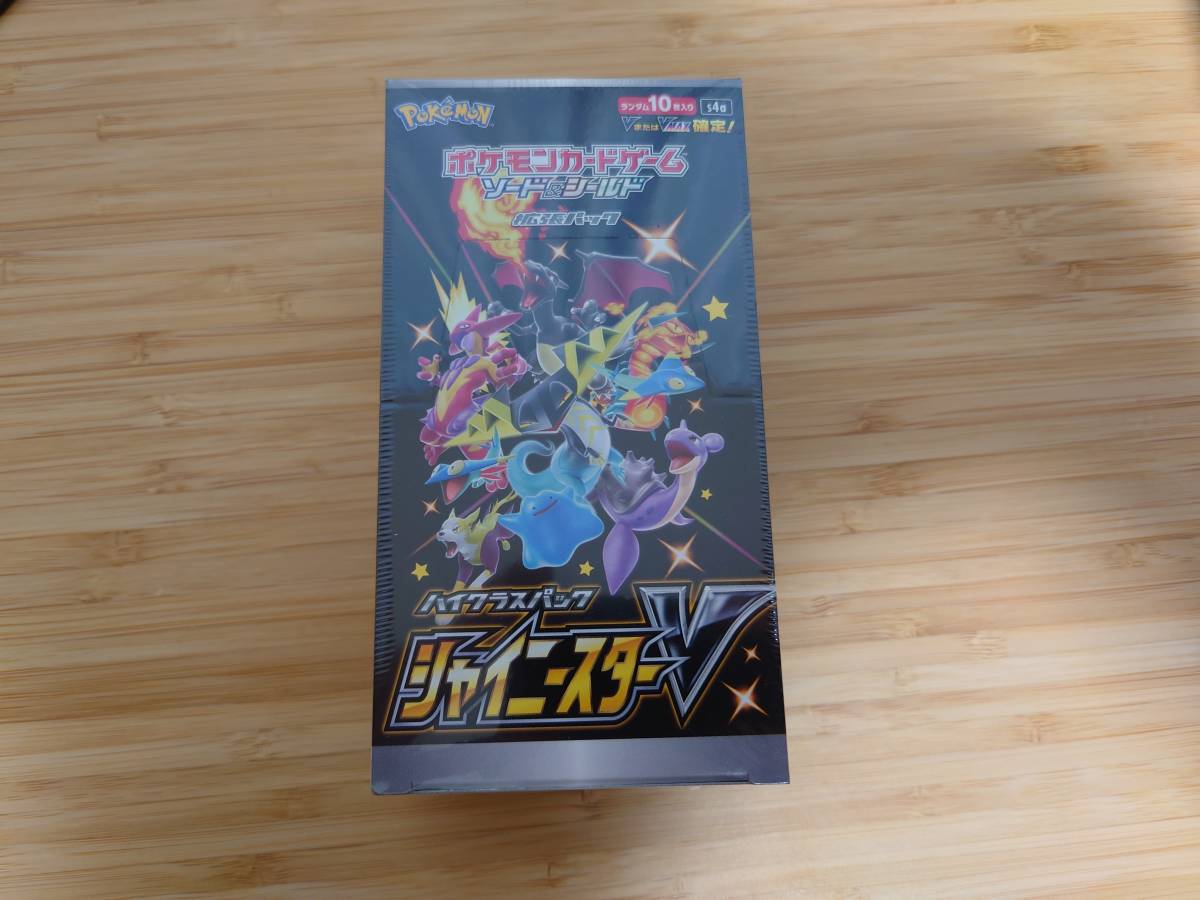 POKéMON
ランダム10枚入り
s4a
VまたはVMAX確定!
ポケモンカードゲーム
ソード&シールド
拡張パック
ハイクラスパック
シャイニースターV